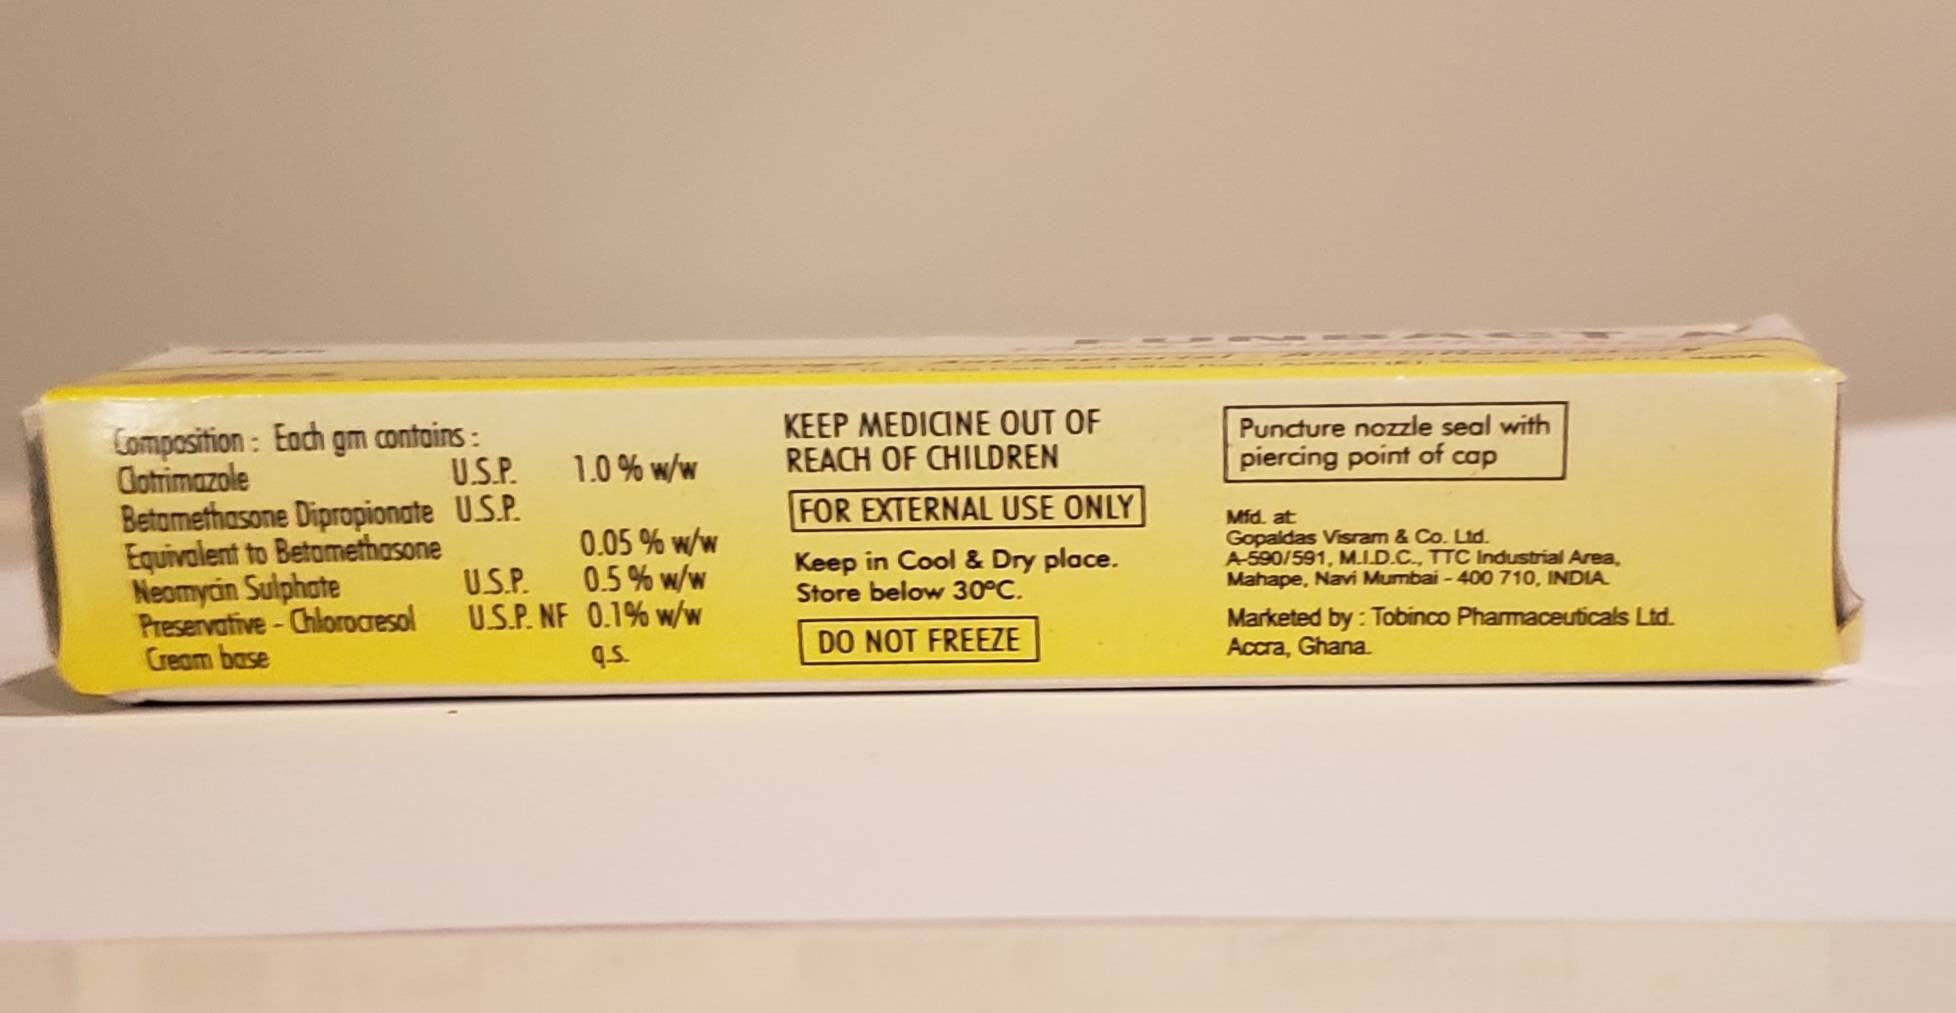 FUNBACT-A
Composition : Each gm contains :
Clotrimazole U.S.P. 1.0 % w/w
Betamethasone Dipropionate U.S.P.
Equivalent to Betamethasone 0.05 % w/w
Neomycin Sulphate U.S.P. 0.5 % w/w
Preservative - Chlorocresol U.S.P. NF 0.1% w/w
Cream base q.s.
KEEP MEDICINE OUT OF
REACH OF CHILDREN
FOR EXTERNAL USE ONLY
Keep in Cool & Dry place.
Store below 30°C.
DO NOT FREEZE
Puncture nozzle seal with
piercing point of cap
Mfd. at:
Gopaldas Visram & Co. Ltd.
A-590/591, M.I.D.C., TTC Industrial Area,
Mahape, Navi Mumbai - 400 710, INDIA.
Marketed by : Tobinco Pharmaceuticals Ltd.
Accra, Ghana.